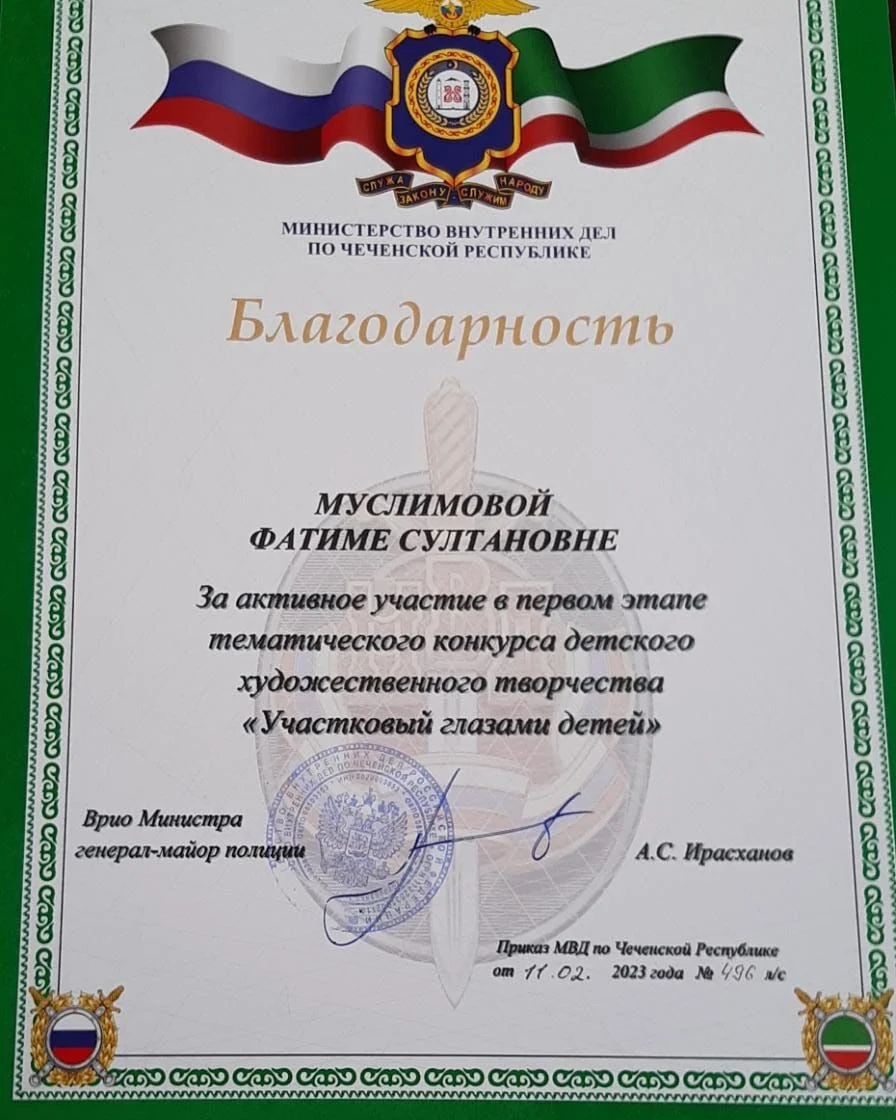 СЛУЖА ЗАКОНУ - СЛУЖИМ НАРОДУ
МИНИСТЕРСТВО ВНУТРЕННИХ ДЕЛ
ПО ЧЕЧЕНСКОЙ РЕСПУБЛИКЕ
Благодарность
МУСЛИМОВОЙ
ФАТИМЕ СУЛТАНОВНЕ
За активное участие в первом этапе
тематического конкурса детского
художественного творчества
«Участковый глазами детей»
Врио Министра
генерал-майор полиции
А.С. Ирасханов
Приказ МВД по Чеченской Республике
от 11.02. 2023 года № 496 л/с